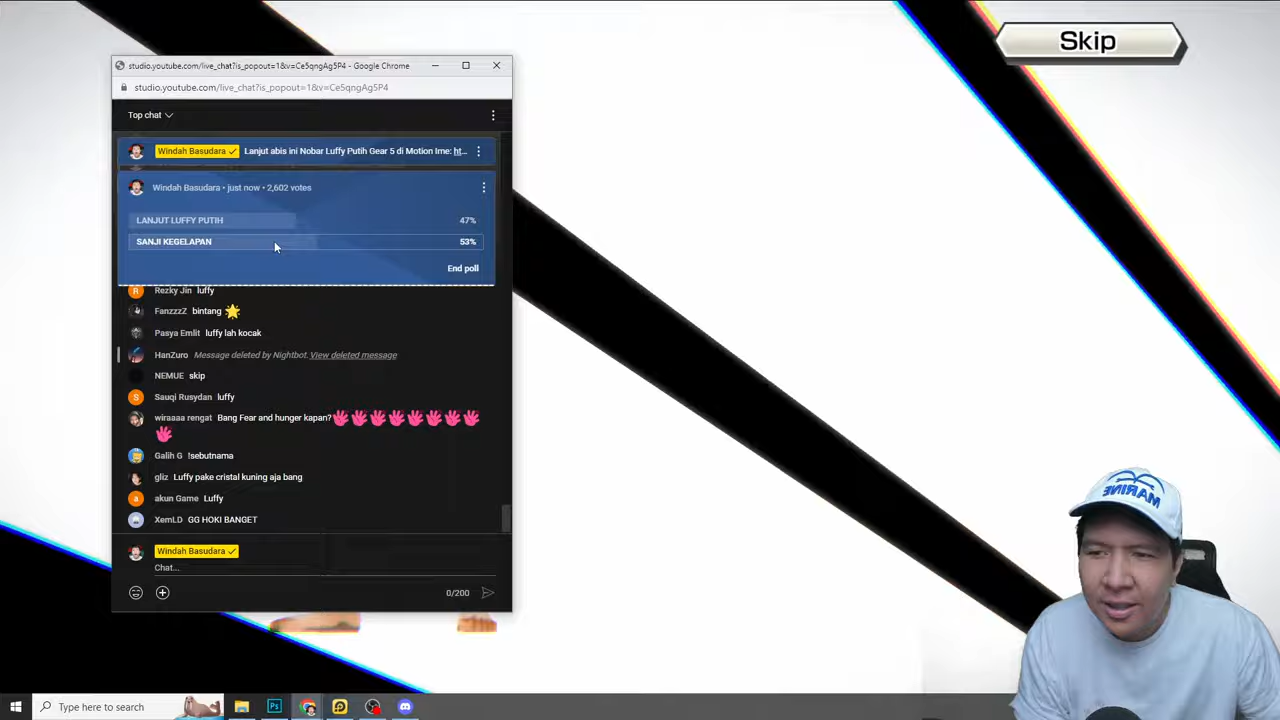 Skip
studio.youtube.com/live_chat?is_popout=1&v=Ce5qngAg5P4 - Google Chrome
studio.youtube.com/live_chat?is_popout=1&v=Ce5qngAg5P4
Top chat
Windah Basudara Lanjut abis ini Nobar Luffy Putih Gear 5 di Motion Ime: ht...
Windah Basudara • just now • 2,602 votes
LANJUT LUFFY PUTIH 47%
SANJI KEGELAPAN 53%
End poll
R Rezky Jin luffy
FanzzzZ bintang
Pasya Emlit luffy lah kocak
HanZuro Message deleted by Nightbot. View deleted message
NEMUE skip
S Sauqi Rusydan luffy
wiraaaa rengat Bang Fear and hunger kapan?
Galih G !sebutnama
gliz Luffy pake cristal kuning aja bang
a akun Game Luffy
XemLD GG HOKI BANGET
Windah Basudara
Chat...
0/200
MARINE
Type here to search
Ps